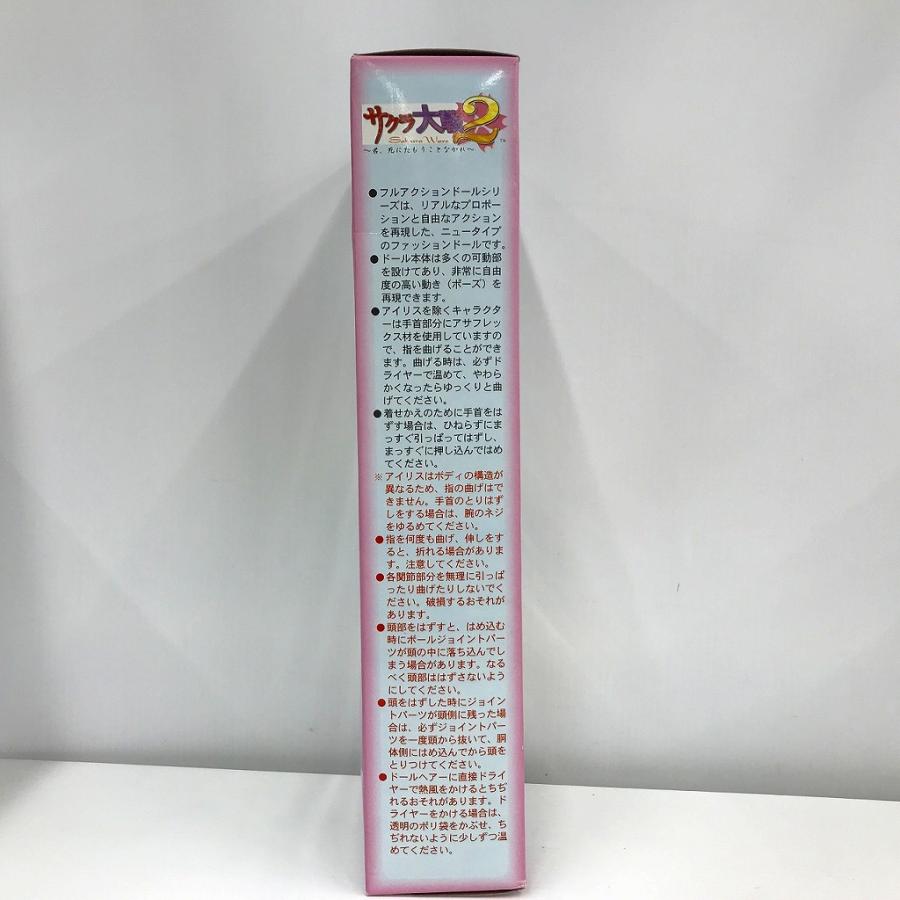 サクラ大戦2
Sakura Wars
TM
～君、死にたもうことなかれ～
●フルアクションドールシリ
ーズは、リアルなプロポー
ションと自由なアクション
を再現した、ニュータイプ
のファッションドールです。
●ドール本体は多くの可動部
を設けてあり、非常に自由
度の高い動き（ポーズ）を
再現できます。
●アイリスを除くキャラクタ
ーは手首部分にアサフレッ
クス材を使用していますの
で、指を曲げることができ
ます。曲げる時は、必ずド
ライヤーで温めて、やわら
かくなったらゆっくりと曲
げてください。
●着せかえのために手首をは
ずす場合は、ひねらずにま
っすぐ引っぱってはずし、
まっすぐに押し込んではめ
てください。
※アイリスはボディの構造が
異なるため、指の曲げはで
きません。手首のとりはず
しをする場合は、腕のネジ
をゆるめてください。
●指を何度も曲げ、伸しをす
ると、折れる場合がありま
す。注意してください。
●各関節部分を無理に引っぱ
ったり曲げたりしないでく
ださい。破損するおそれが
あります。
●頭部をはずすと、はめ込む
時にボールジョイントパー
ツが頭の中に落ち込んでし
まう場合があります。なる
べく頭部ははずさないよう
にしてください。
●頭をはずした時にジョイ
ントパーツが頭側に残った場
合は、必ずジョイントパー
ツを一度頭から抜いて、胴
体側にはめ込んでから頭を
とりつけてください。
●ドールヘアーに直接ドライ
ヤーで熱風をかけるとちぢ
れるおそれがあります。ド
ライヤーをかける場合は、
透明のポリ袋をかぶせ、ち
ぢれないように少しずつ温
めてください。